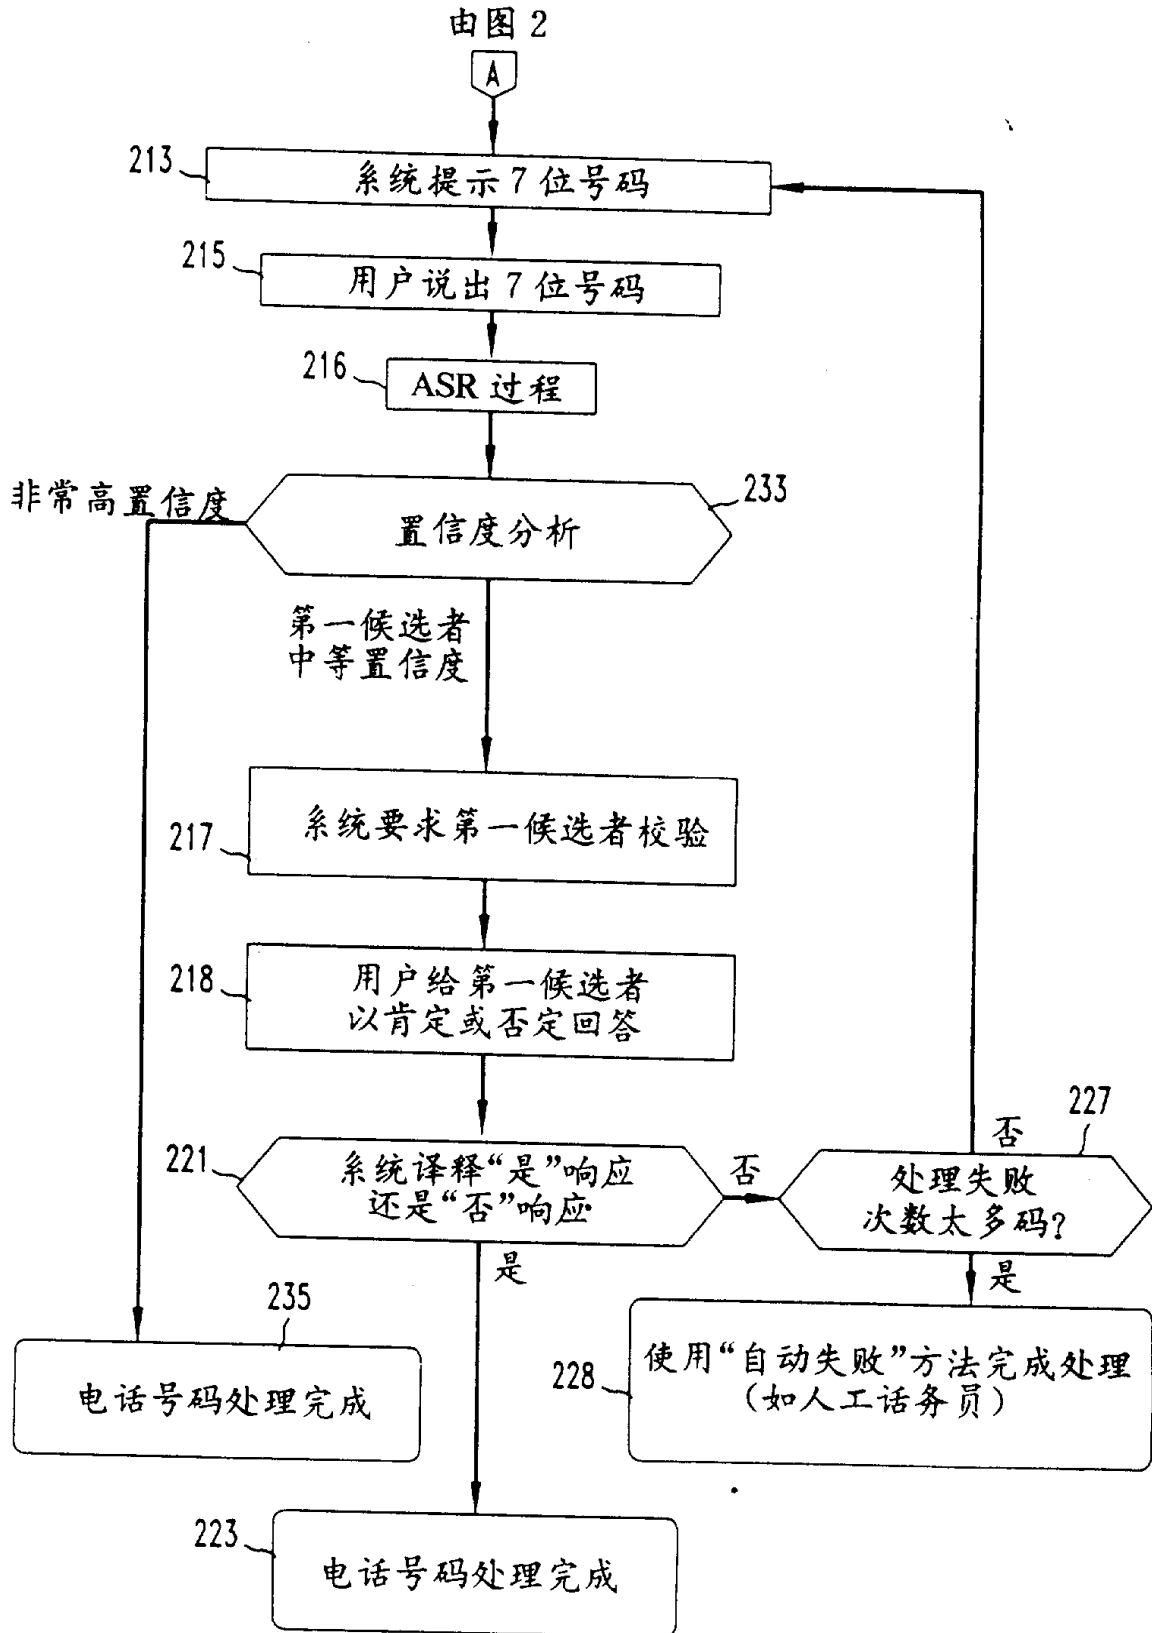 由图 2
A
213
系统提示 7 位号码
215
用户说出 7 位号码
216
ASR 过程
非常高置信度
233
置信度分析
第一候选者
中等置信度
217
系统要求第一候选者校验
218
用户给第一候选者
以肯定或否定回答
221
系统译释“是”响应
还是“否”响应
否
否
227
处理失败
次数太多码?
是
是
235
电话号码处理完成
228
使用“自动失败”方法完成处理
(如人工话务员)
223
电话号码处理完成